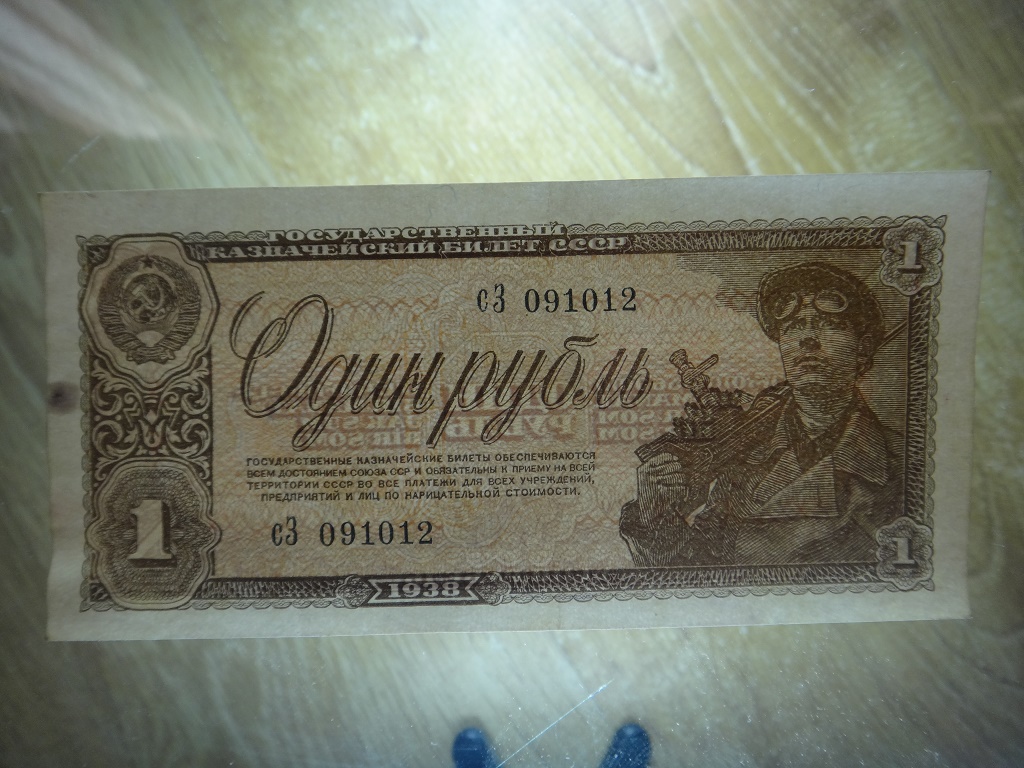 ГОСУДАРСТВЕННЫЙ
КАЗНАЧЕЙСКИЙ БИЛЕТ СССР
1
сЗ 091012
Один рубль
ГОСУДАРСТВЕННЫЕ КАЗНАЧЕЙСКИЕ БИЛЕТЫ ОБЕСПЕЧИВАЮТСЯ
ВСЕМ ДОСТОЯНИЕМ СОЮЗА ССР И ОБЯЗАТЕЛЬНЫ К ПРИЕМУ НА ВСЕЙ
ТЕРРИТОРИИ СССР ВО ВСЕ ПЛАТЕЖИ ДЛЯ ВСЕХ УЧРЕЖДЕНИЙ,
ПРЕДПРИЯТИЙ И ЛИЦ ПО НАРИЦАТЕЛЬНОЙ СТОИМОСТИ.
1
сЗ 091012
1
1938